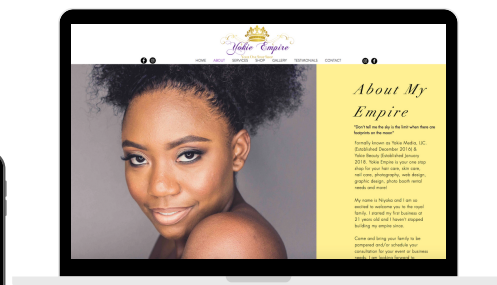 Yokie Empire
HOME ABOUT SERVICES SHOP GALLERY TESTIMONIALS CONTACT
About My
Empire
"Don't tell me the sky is the limit when there are
footprints on the moon"
Formally known as Yokie Media, LLC.
(Established December 2016) &
Yokie Beauty (Established January
2018, Yokie Empire is your one stop
shop for your hair care, skin care,
nail care, photography, web design,
graphic design, photo booth rental
needs and more!
My name is Niyoka and I am so
excited to welcome you to the royal
family. I started my first business at
21 years old and I haven't stopped
building my empire since.
Come and bring your family to be
pampered and/or schedule your
consultation for your event or business
needs. I am looking forward to